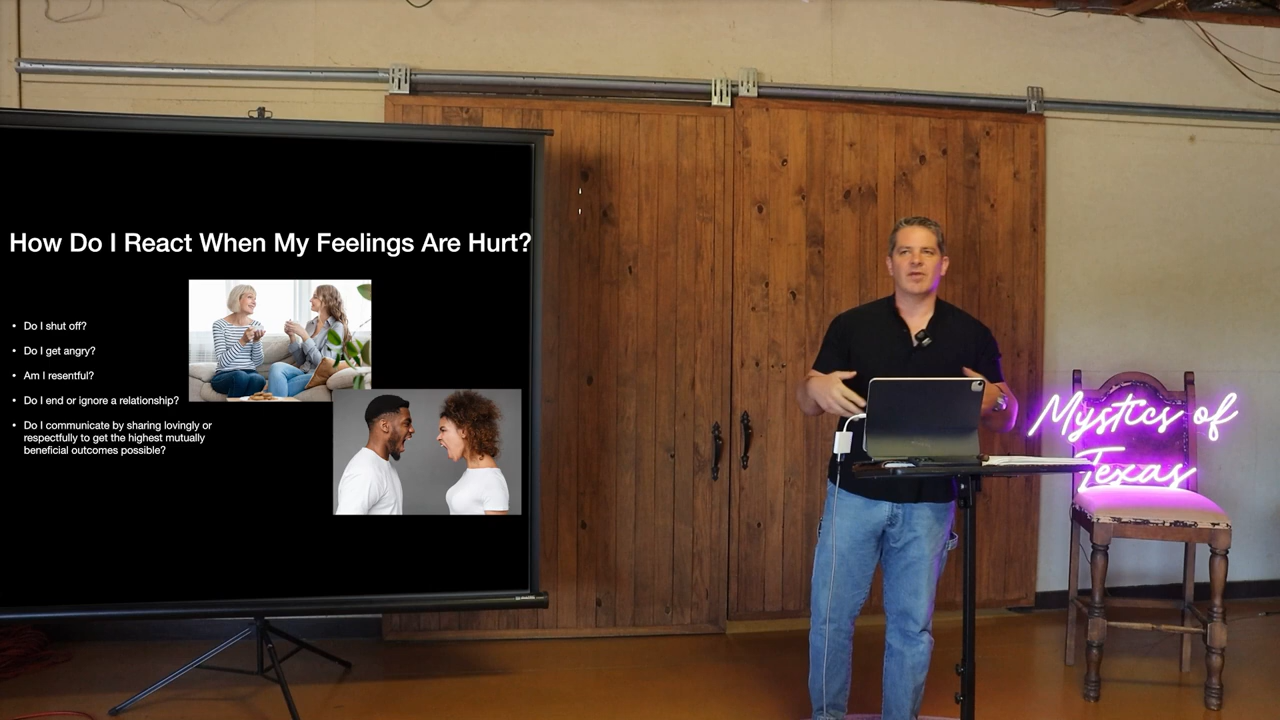 How Do I React When My Feelings Are Hurt?
• Do I shut off?
• Do I get angry?
• Am I resentful?
• Do I end or ignore a relationship?
• Do I communicate by sharing lovingly or
respectfully to get the highest mutually
beneficial outcomes possible?
Mystics of
Texas